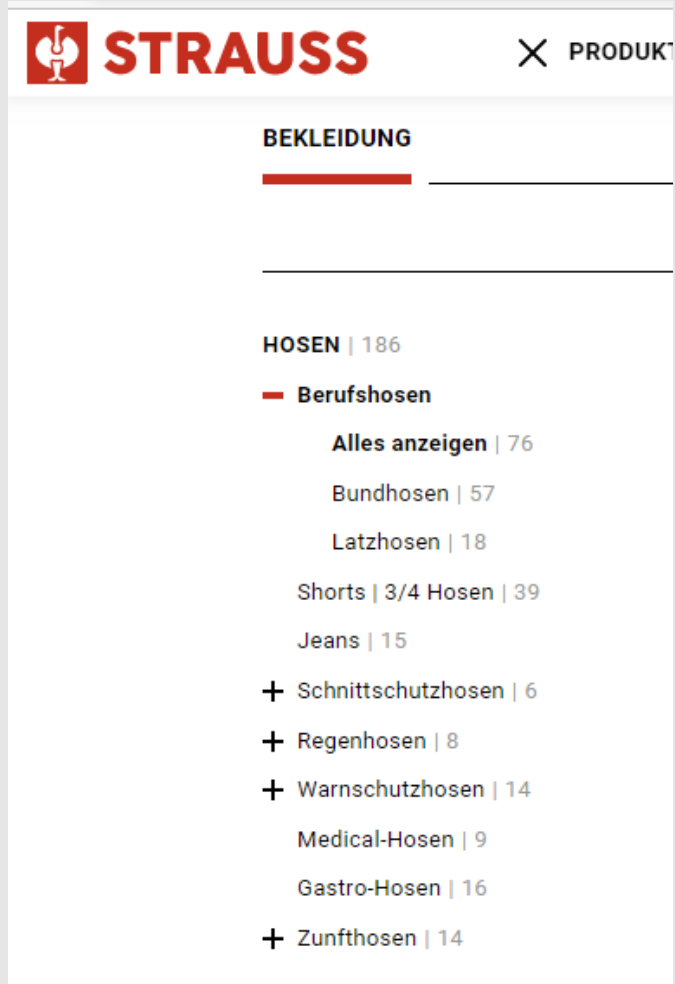 STRAUSS
PRODUKT
BEKLEIDUNG
HOSEN | 186
Berufshosen
Alles anzeigen | 76
Bundhosen | 57
Latzhosen | 18
Shorts | 3/4 Hosen | 39
Jeans | 15
Schnittschutzhosen | 6
Regenhosen | 8
Warnschutzhosen | 14
Medical-Hosen | 9
Gastro-Hosen | 16
Zunfthosen | 14